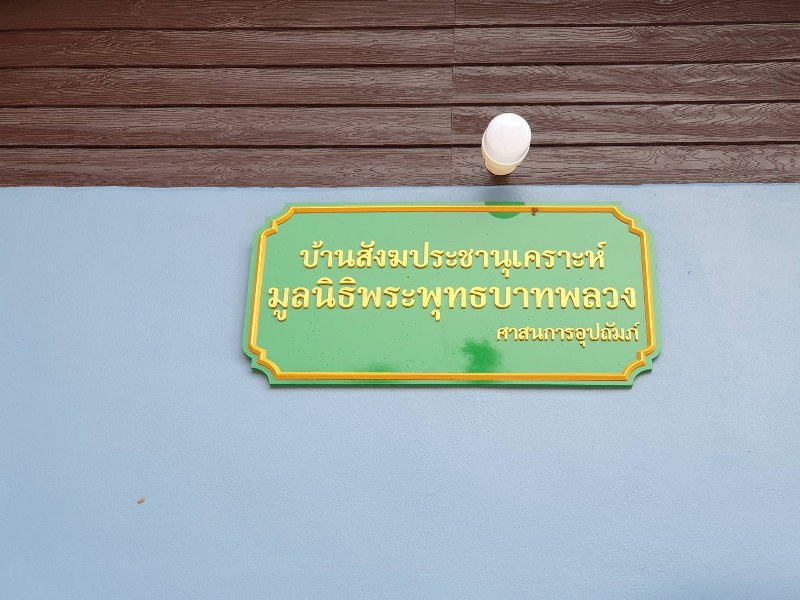 บ้านสังฆประชานุเคราะห์
มูลนิธิพระพุทธบาทพลวง
ศาสนการอุปถัมภ์